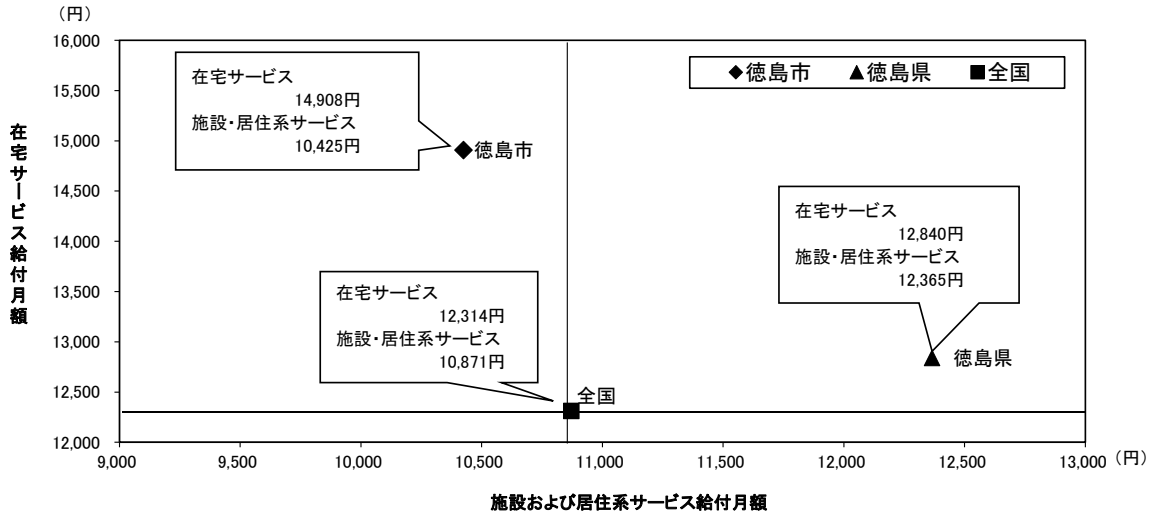 （円）
16,000
15,500
15,000
14,500
14,000
13,500
13,000
12,500
12,000
在宅サービス給付月額
◆徳島市 ▲徳島県 ■全国
在宅サービス
14,908円
施設・居住系サービス
10,425円
徳島市
在宅サービス
12,840円
施設・居住系サービス
12,365円
徳島県
在宅サービス
12,314円
施設・居住系サービス
10,871円
全国
9,000 9,500 10,000 10,500 11,000 11,500 12,000 12,500 13,000 （円）
施設および居住系サービス給付月額